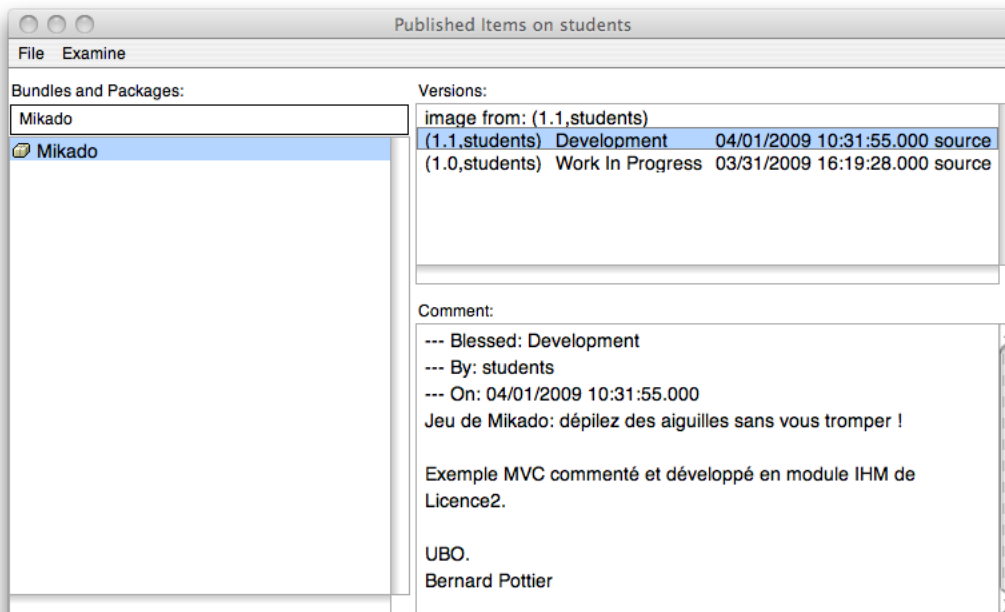 Published Items on students
File Examine
Bundles and Packages:
Mikado
Mikado
Versions:
image from: (1.1,students)
(1.1,students) Development 04/01/2009 10:31:55.000 source
(1.0,students) Work In Progress 03/31/2009 16:19:28.000 source
Comment:
--- Blessed: Development
--- By: students
--- On: 04/01/2009 10:31:55.000
Jeu de Mikado: dépilez des aiguilles sans vous tromper !
Exemple MVC commenté et développé en module IHM de
Licence2.
UBO.
Bernard Pottier